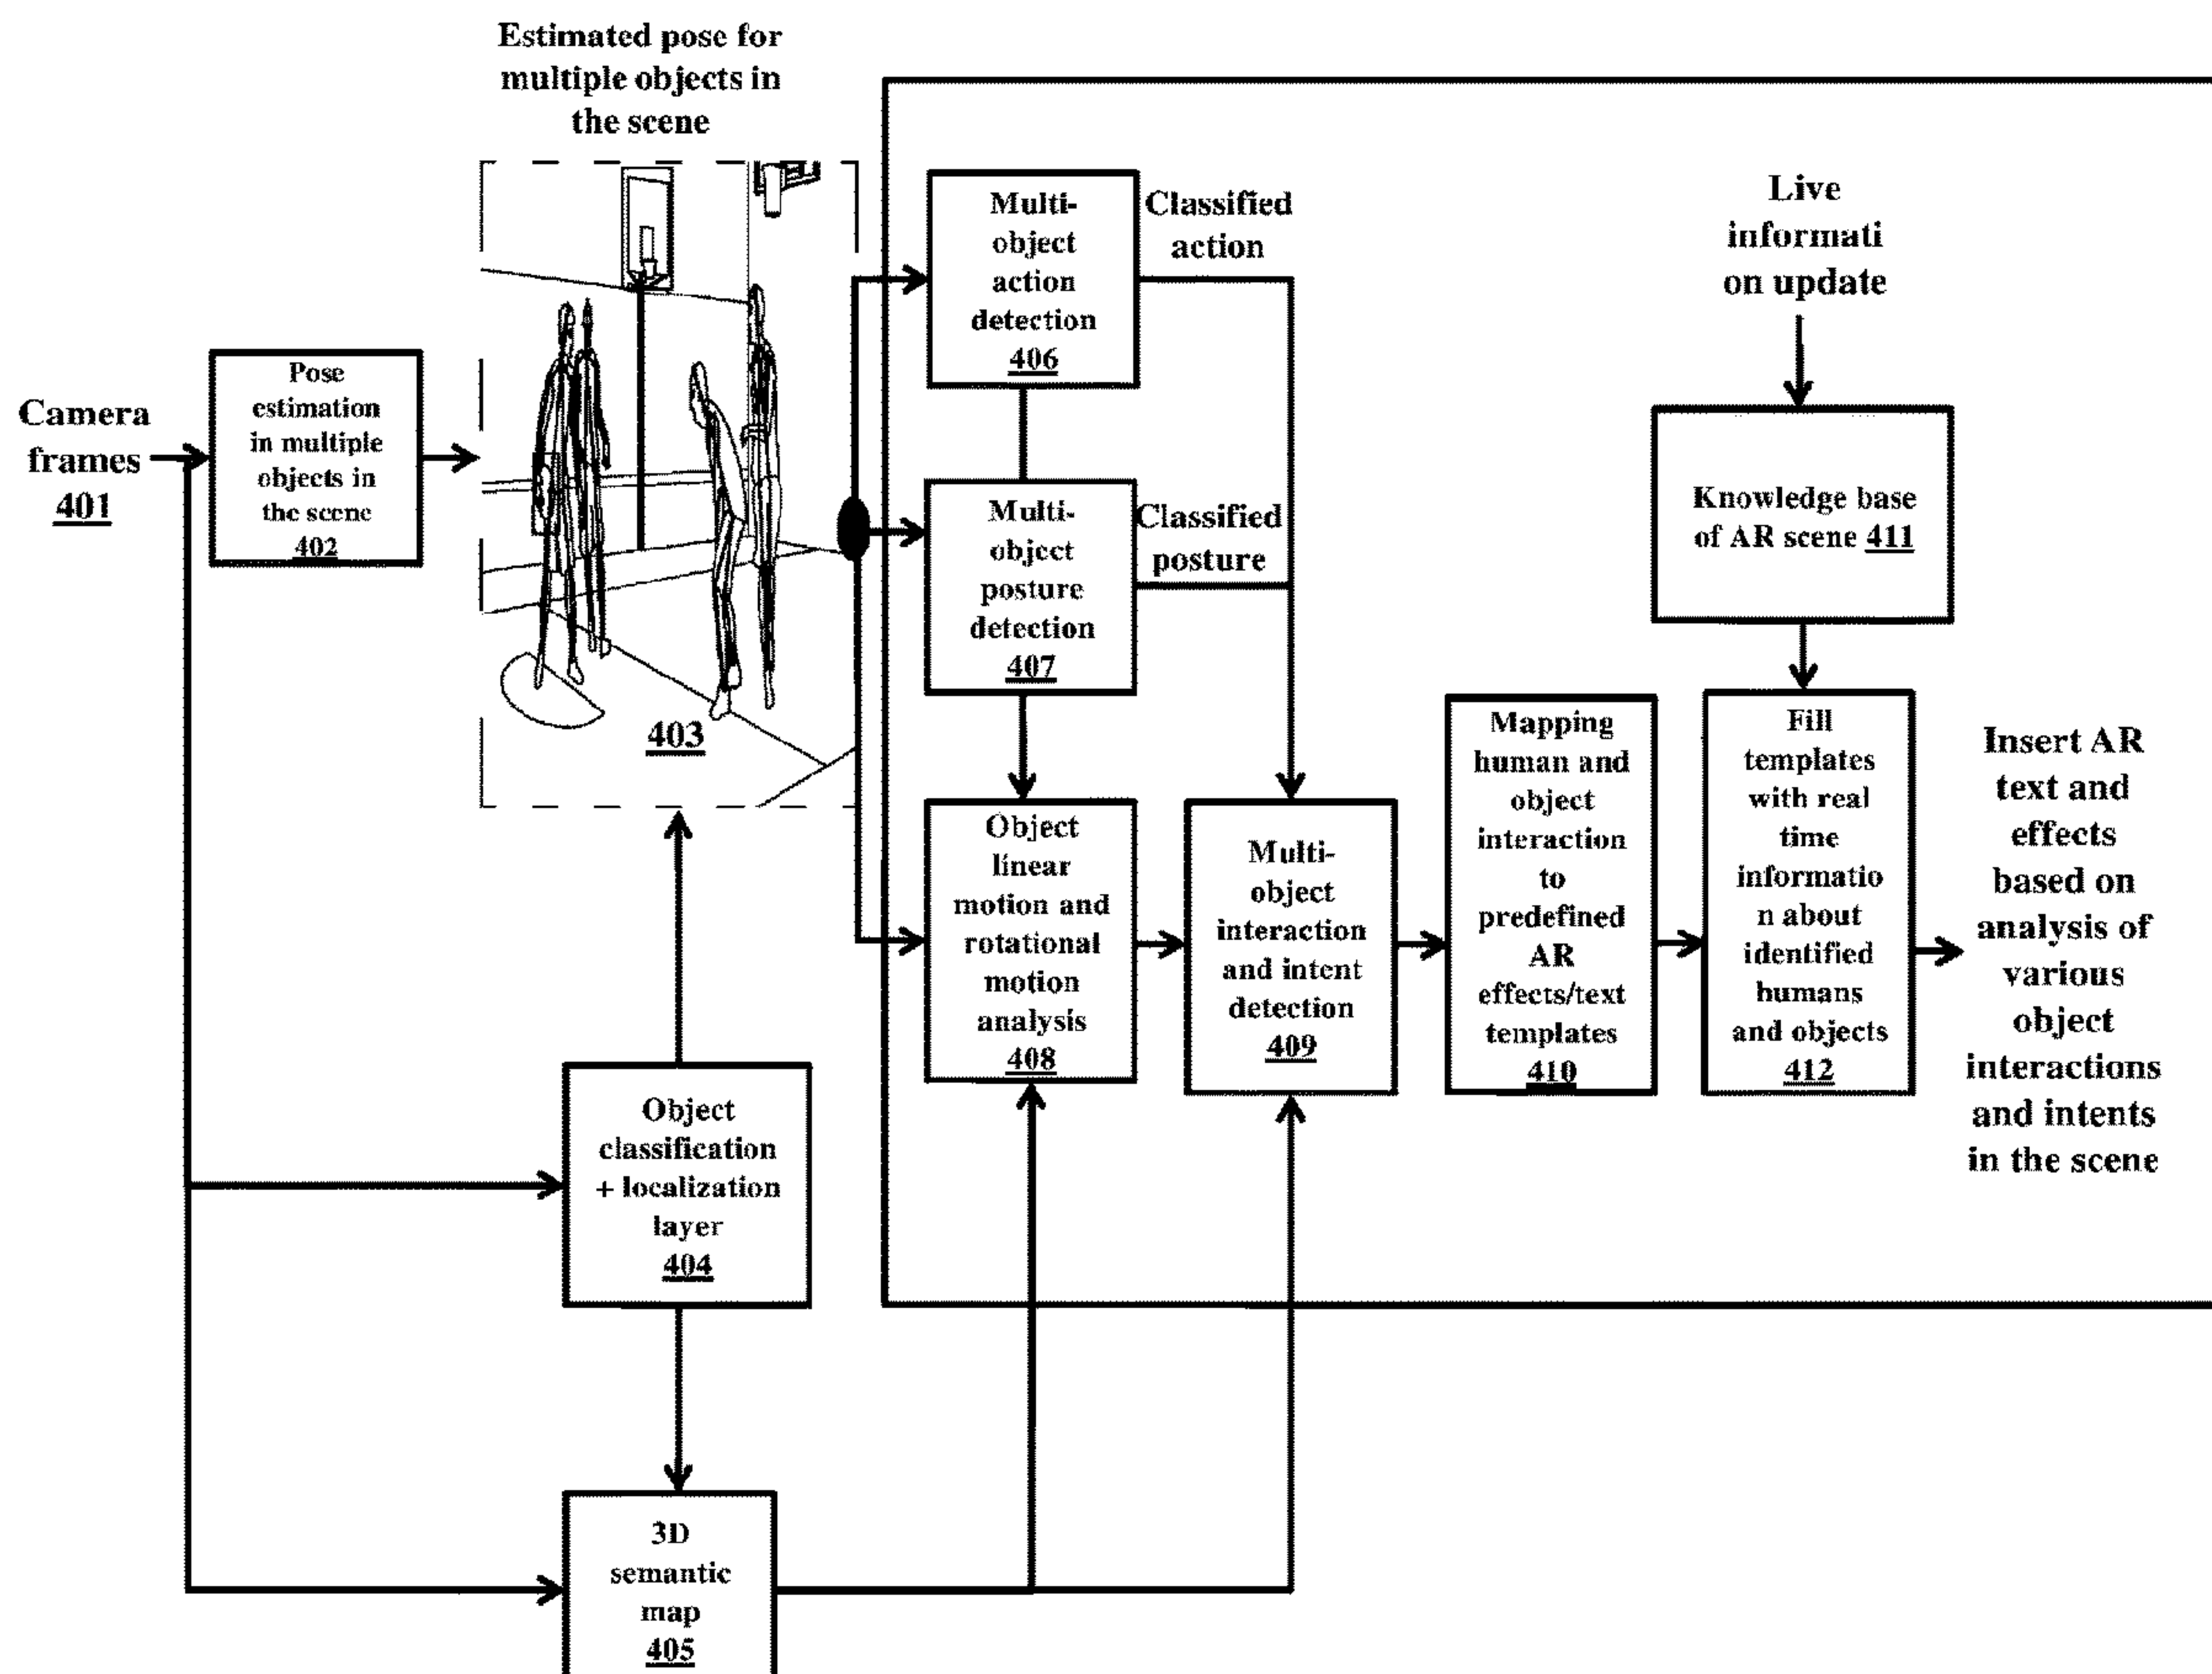 Estimated pose for
multiple objects in
the scene
Camera
frames
401
Pose
estimation
in multiple
objects in
the scene
402
403
Multi-
object
action
detection
406
Classified
action
Multi-
object
posture
detection
407
Classified
posture
Live
informati
on update
Knowledge base
of AR scene 411
Object
linear
motion and
rotational
motion
analysis
408
Multi-
object
interaction
and intent
detection
409
Mapping
human and
object
interaction
to
predefined
AR
effects/text
templates
410
Fill
templates
with real
time
informatio
n about
identified
humans
and objects
412
Insert AR
text and
effects
based on
analysis of
various
object
interactions
and intents
in the scene
Object
classification
+ localization
layer
404
3D
semantic
map
405